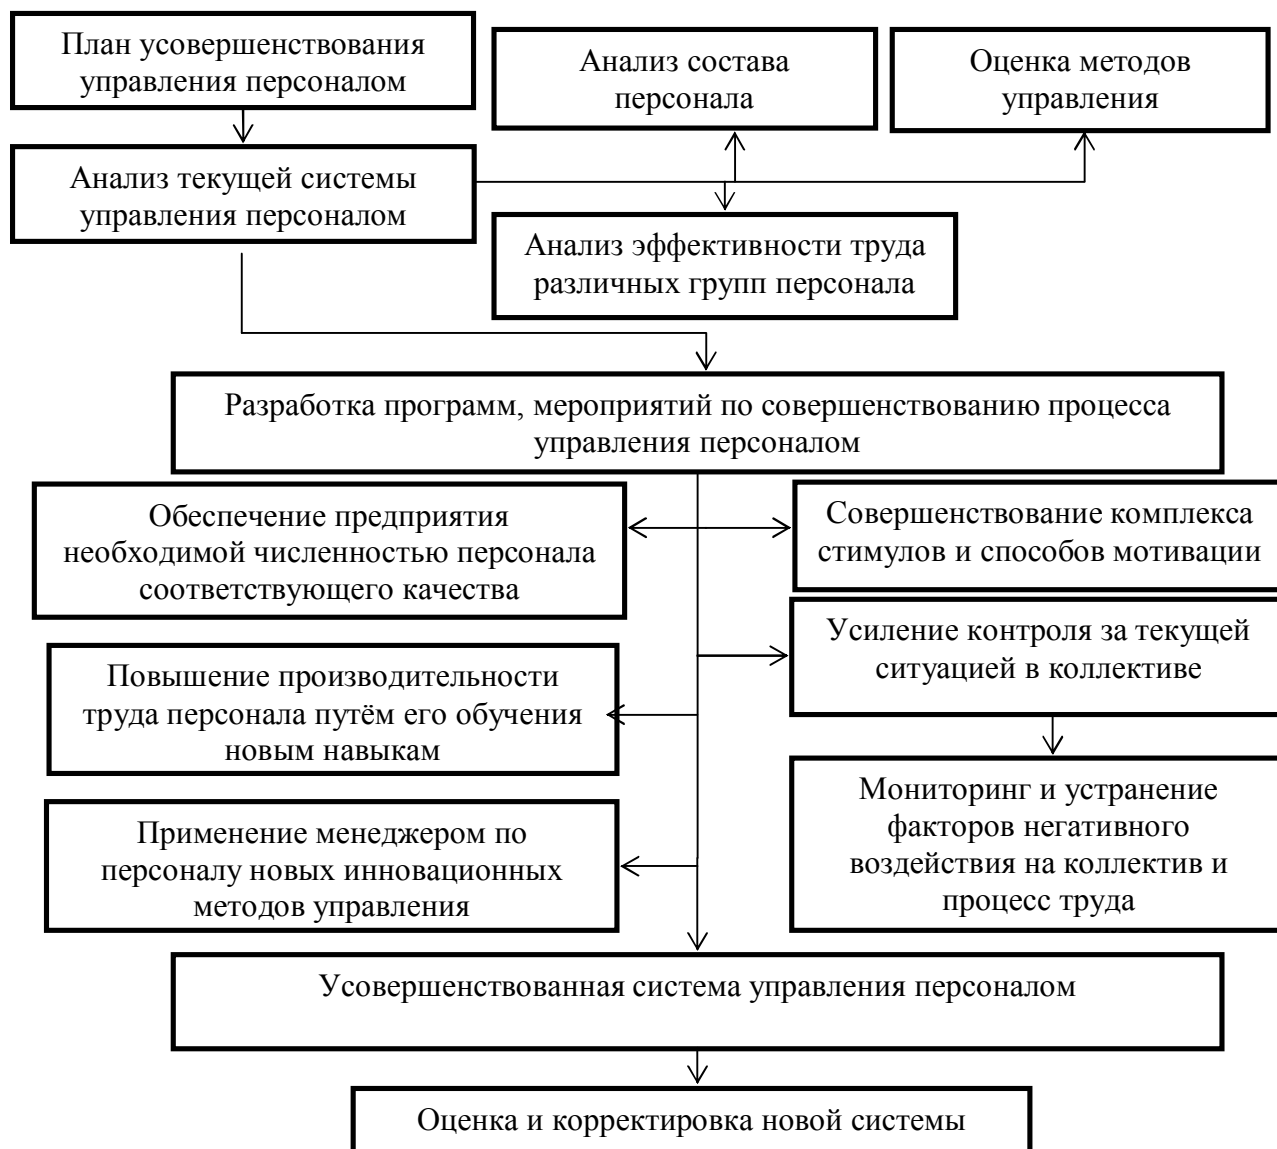 План усовершенствования
управления персоналом
Анализ состава
персонала
Оценка методов
управления
Анализ текущей системы
управления персоналом
Анализ эффективности труда
различных групп персонала
Разработка программ, мероприятий по совершенствованию процесса
управления персоналом
Обеспечение предприятия
необходимой численностью персонала
соответствующего качества
Совершенствование комплекса
стимулов и способов мотивации
Усиление контроля за текущей
ситуацией в коллективе
Повышение производительности
труда персонала путём его обучения
новым навыкам
Мониторинг и устранение
факторов негативного
воздействия на коллектив и
процесс труда
Применение менеджером по
персоналу новых инновационных
методов управления
Усовершенствованная система управления персоналом
Оценка и корректировка новой системы